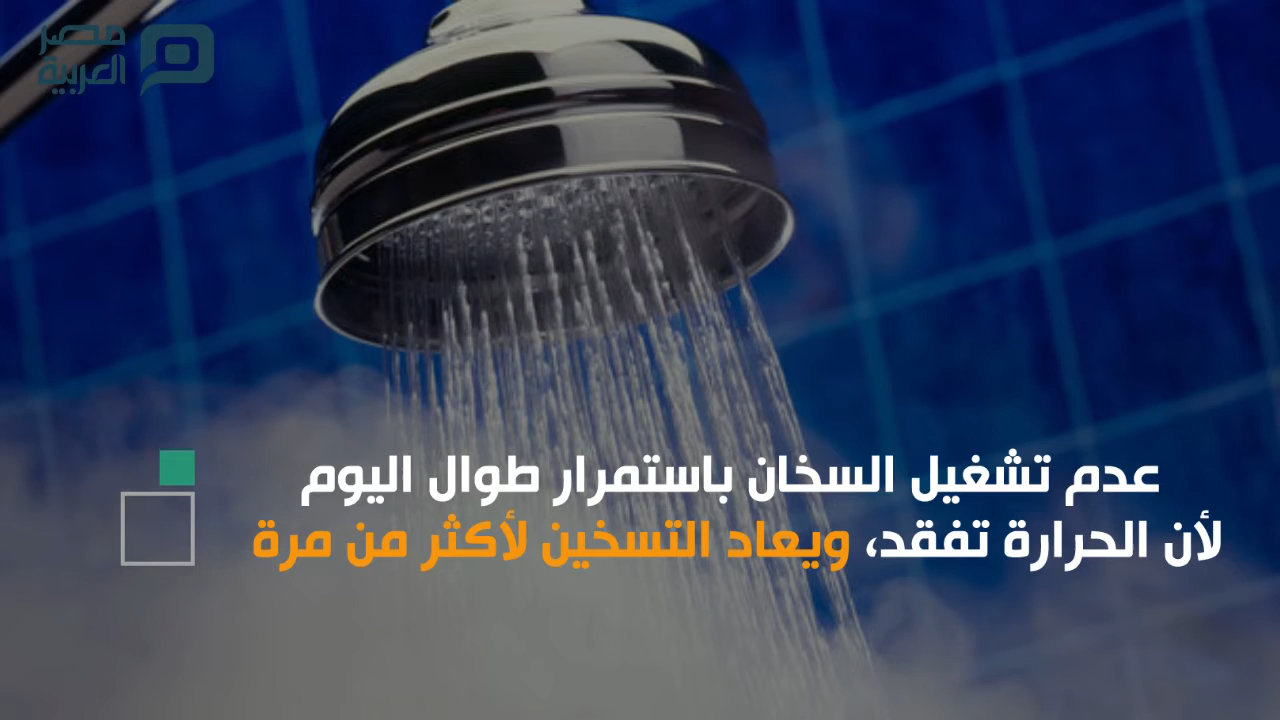 مصر
العربية
عدم تشغيل السخان باستمرار طوال اليوم
لأن الحرارة تفقد، ويعاد التسخين لأكثر من مرة